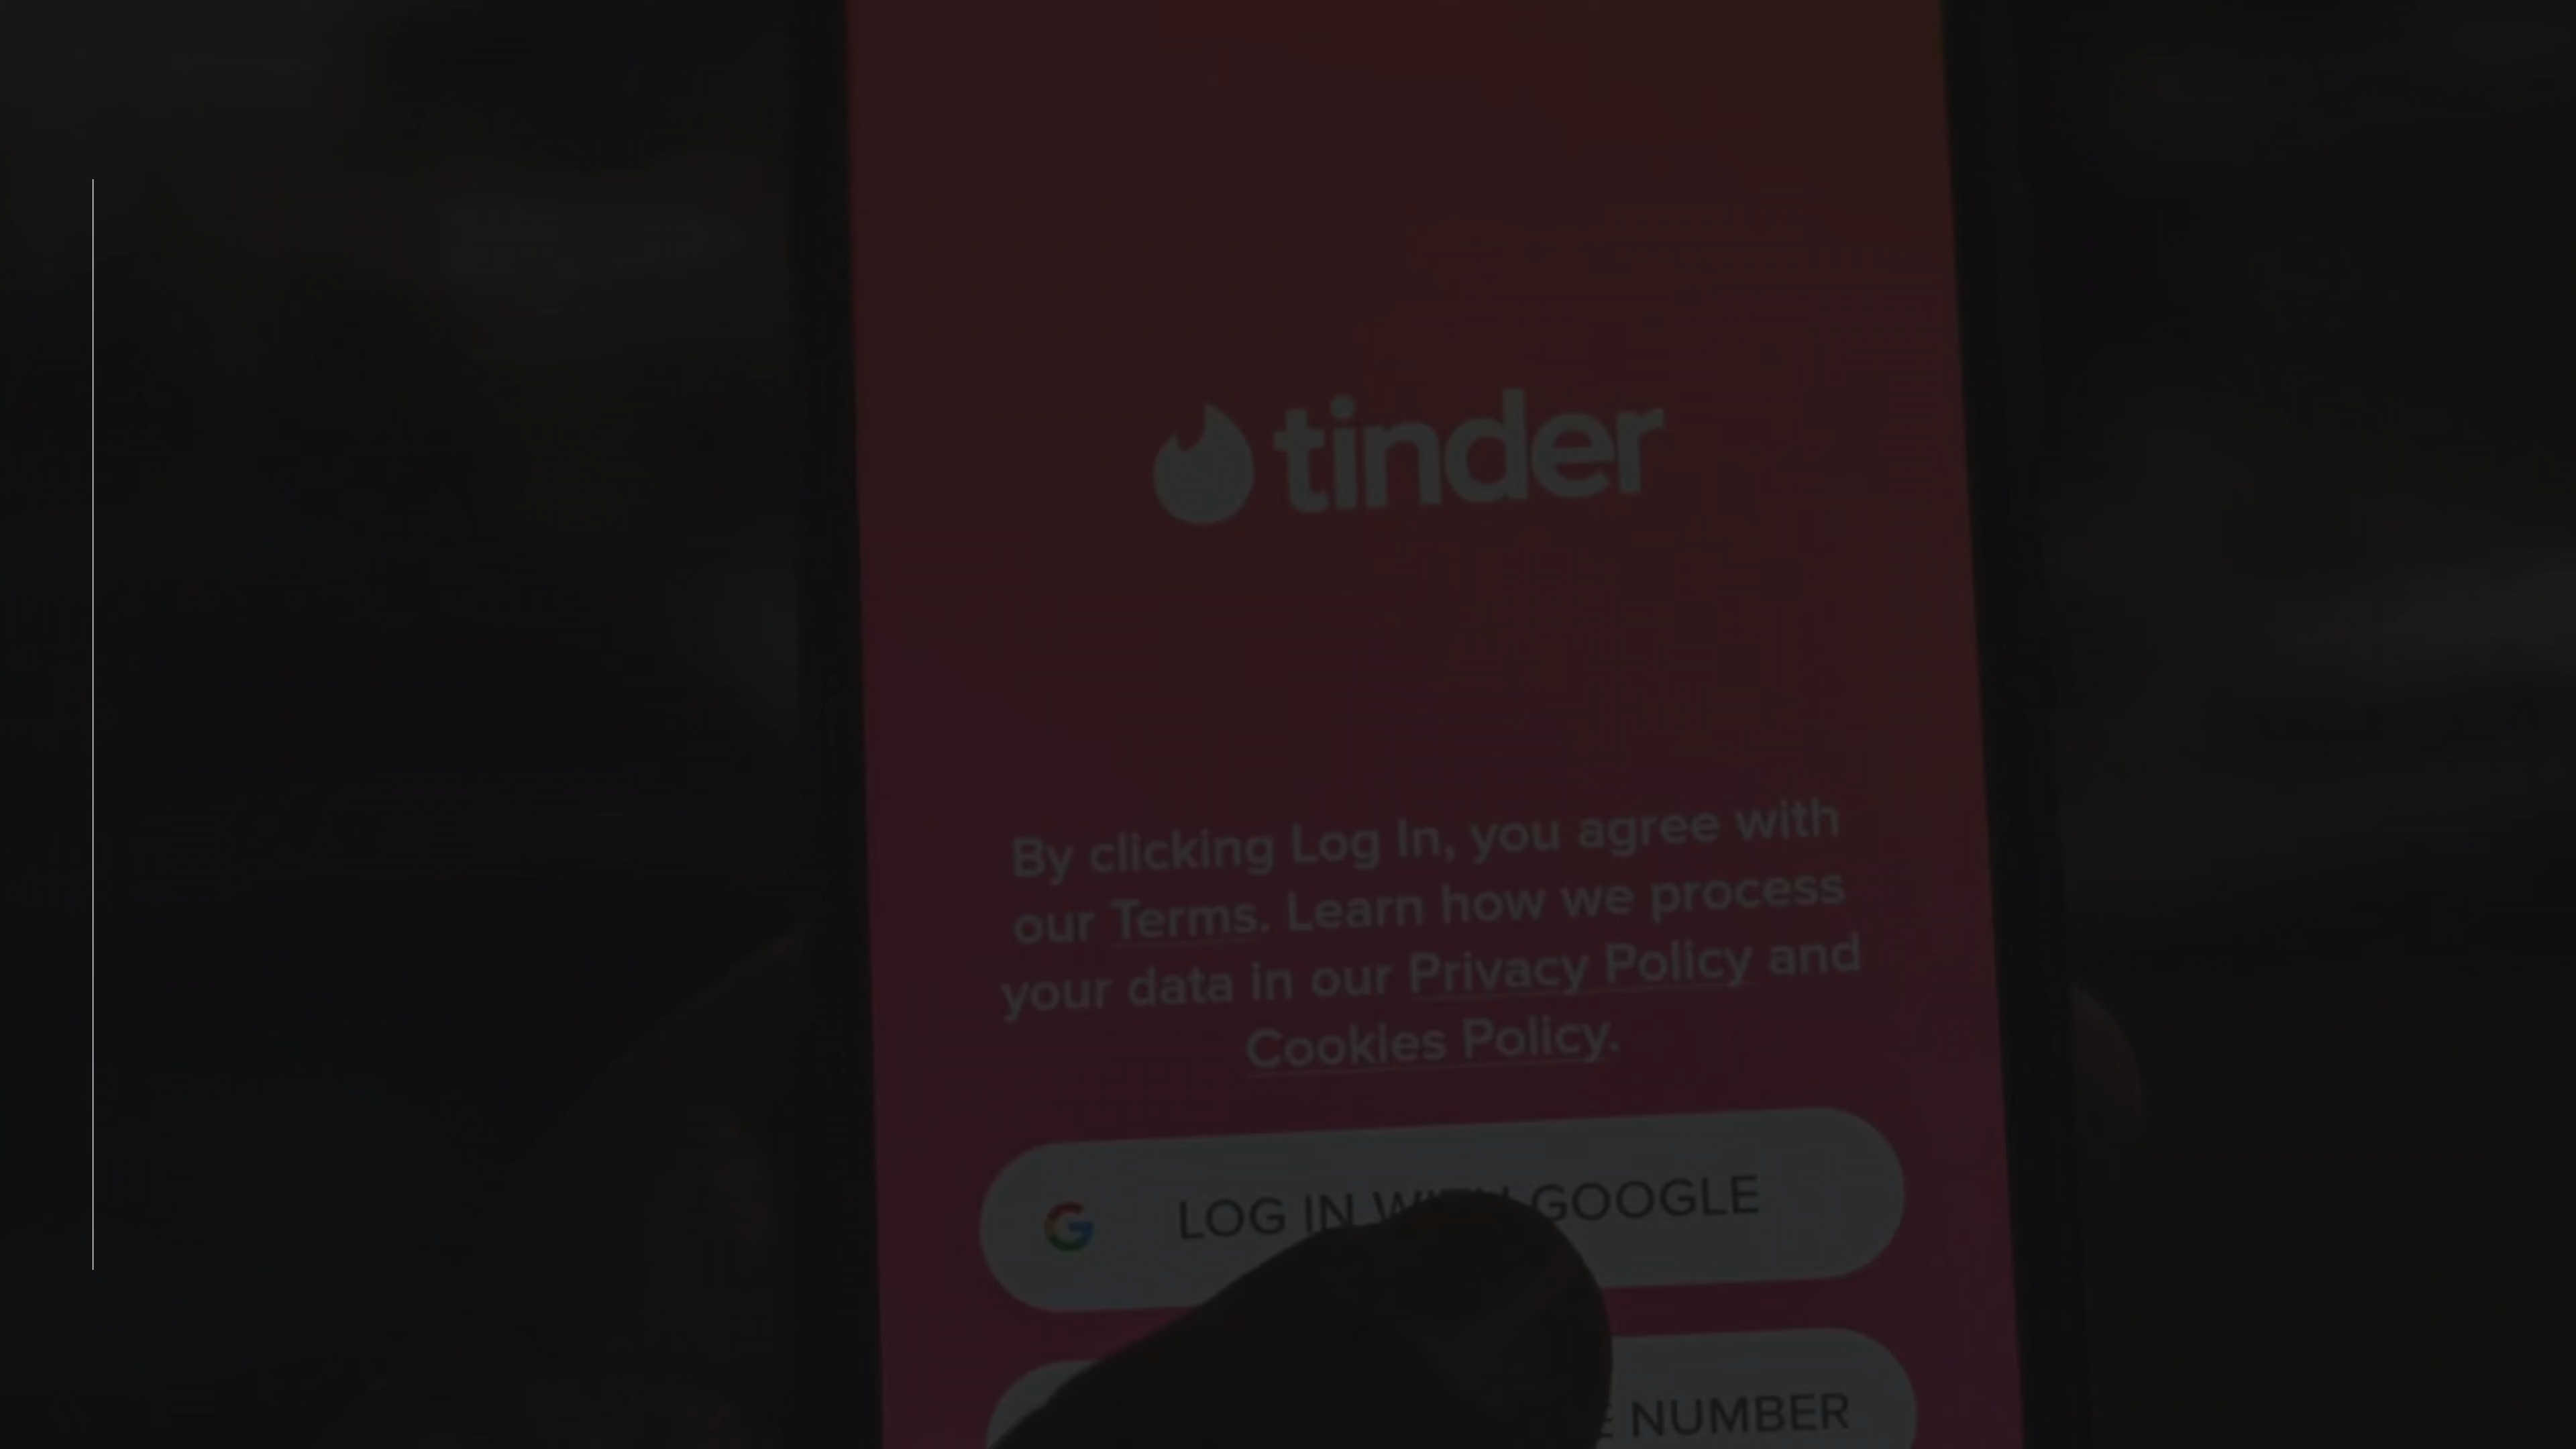 tinder
By clicking Log In, you agree with
our Terms. Learn how we process
your data in our Privacy Policy and
Cookies Policy.
G LOG IN WITH GOOGLE
NUMBER